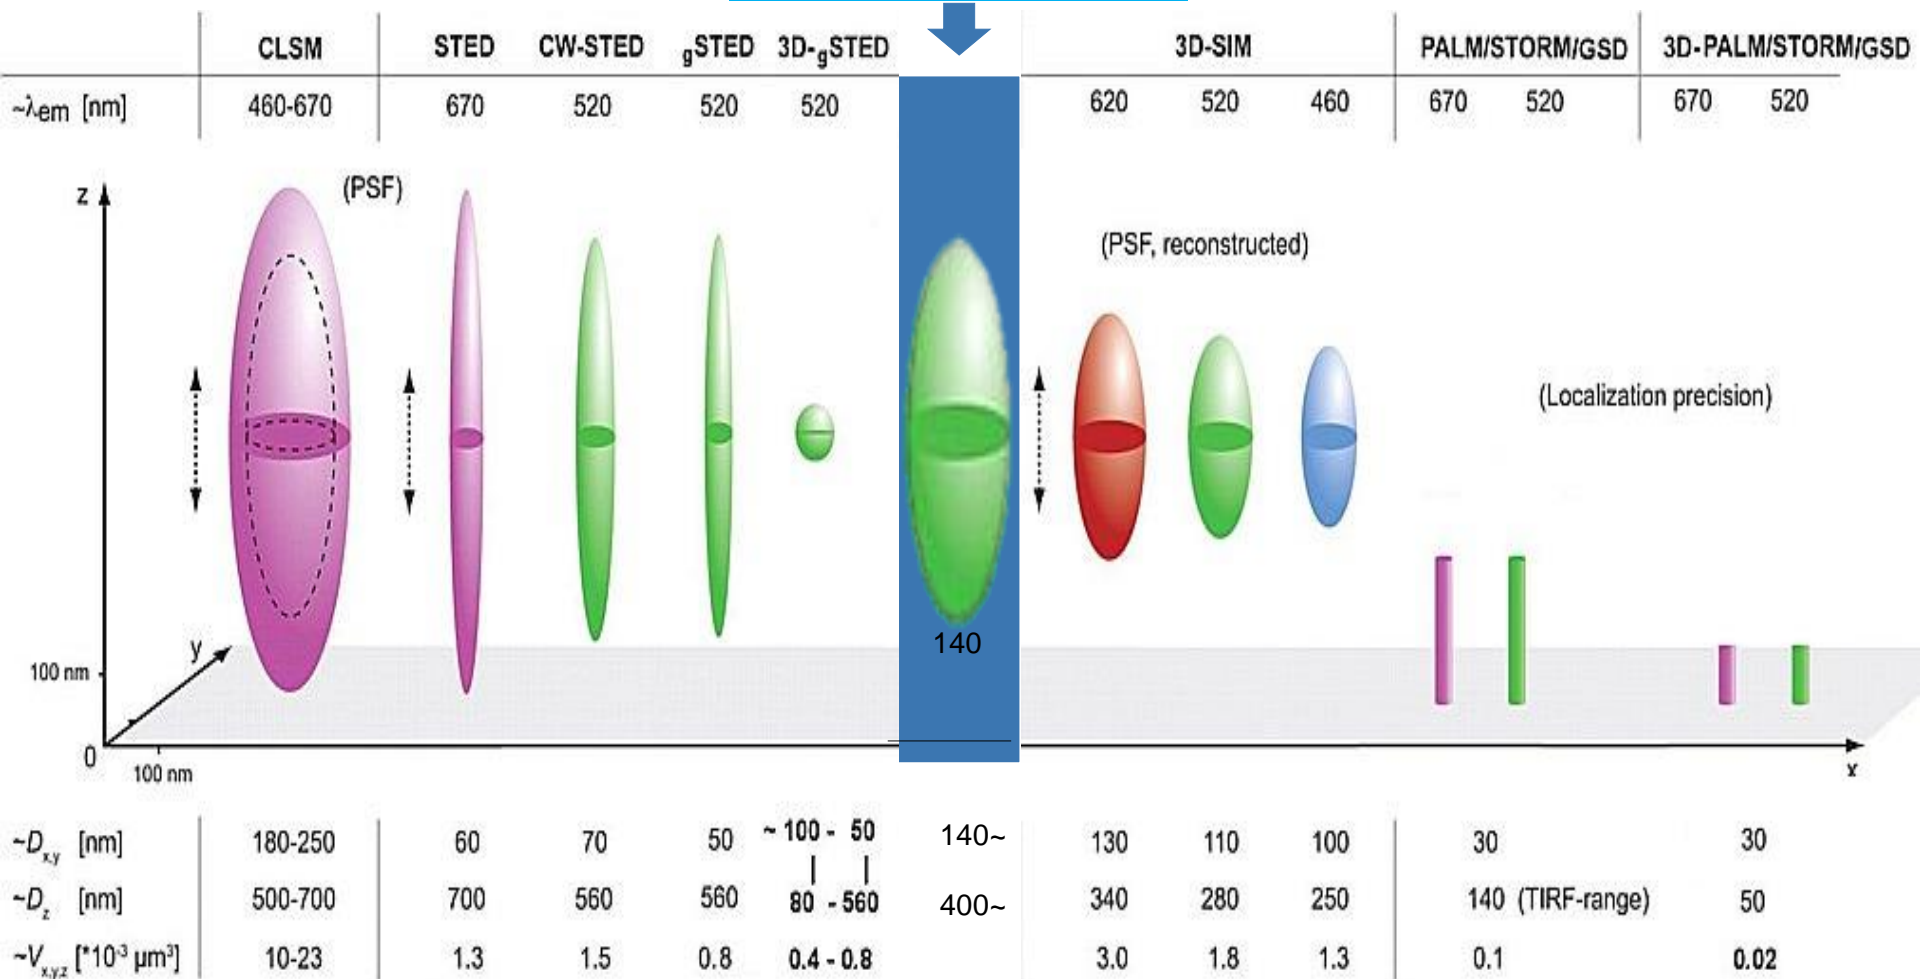 CLSM STED CW-STED gSTED 3D-gSTED 3D-SIM PALM/STORM/GSD 3D-PALM/STORM/GSD
~λem [nm] 460-670 670 520 520 520 620 520 460 670 520 670 520
z (PSF)
(PSF, reconstructed)
(Localization precision)
y 140
100 nm
0
100 nm x
~Dx,y [nm] 180-250 60 70 50 ~ 100 - 50 140~ 130 110 100 30 30
~Dz [nm] 500-700 700 560 560 80 - 560 400~ 340 280 250 140 (TIRF-range) 50
~Vx,y,z [*10-3 µm3] 10-23 1.3 1.5 0.8 0.4 - 0.8 3.0 1.8 1.3 0.1 0.02